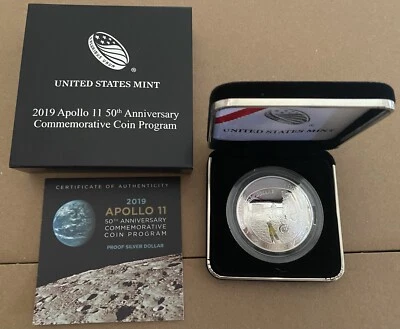 UNITED STATES MINT
2019 Apollo 11 50th Anniversary
Commemorative Coin Program
UNITED STATES MINT
CERTIFICATE OF AUTHENTICITY
2019
APOLLO 11
50TH ANNIVERSARY
COMMEMORATIVE
COIN PROGRAM
PROOF SILVER DOLLAR